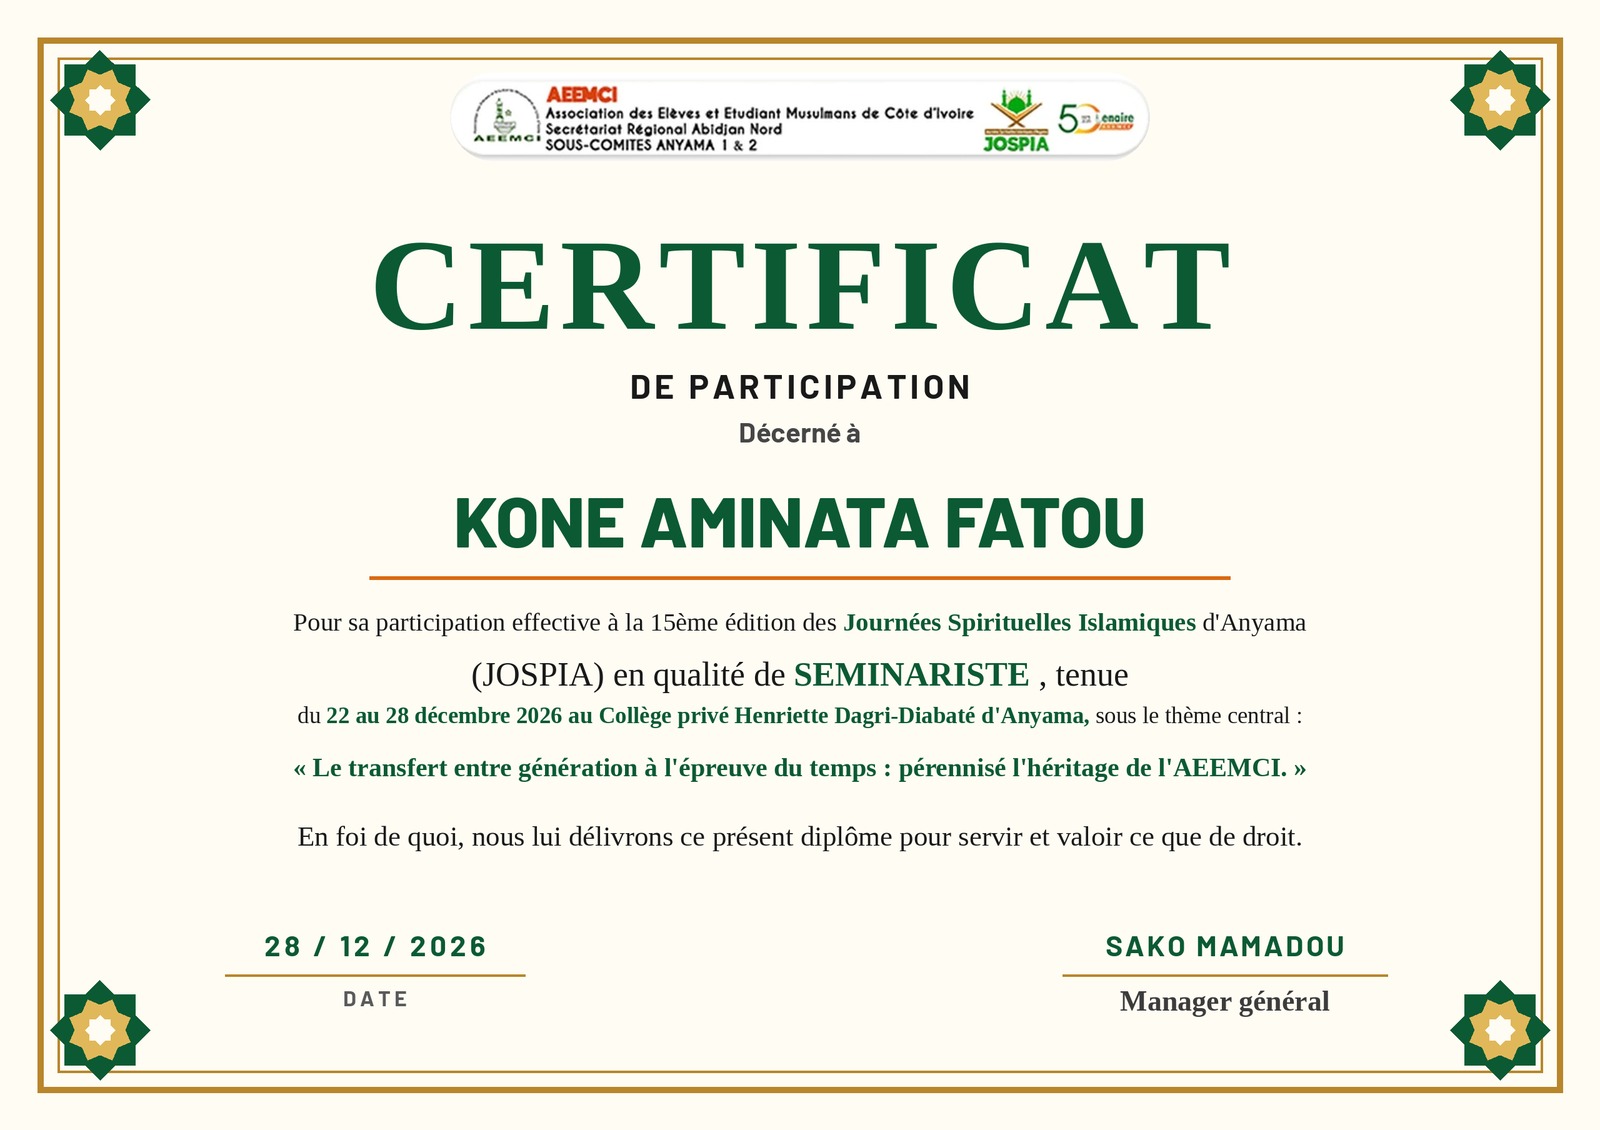 AEEMCI
Association des Elèves et Etudiant Musulmans de Côte d'Ivoire
Secrétariat Régional Abidjan Nord
SOUS-COMITES ANYAMA 1 & 2
AEEMCI
JOSPIA
50 enaire
CERTIFICAT
DE PARTICIPATION
Décerné à
KONE AMINATA FATOU
Pour sa participation effective à la 15ème édition des Journées Spirituelles Islamiques d'Anyama
(JOSPIA) en qualité de SEMINARISTE , tenue
du 22 au 28 décembre 2026 au Collège privé Henriette Dagri-Diabaté d'Anyama, sous le thème central :
« Le transfert entre génération à l'épreuve du temps : pérennisé l'héritage de l'AEEMCI. »
En foi de quoi, nous lui délivrons ce présent diplôme pour servir et valoir ce que de droit.
28 / 12 / 2026
DATE
SAKO MAMADOU
Manager général